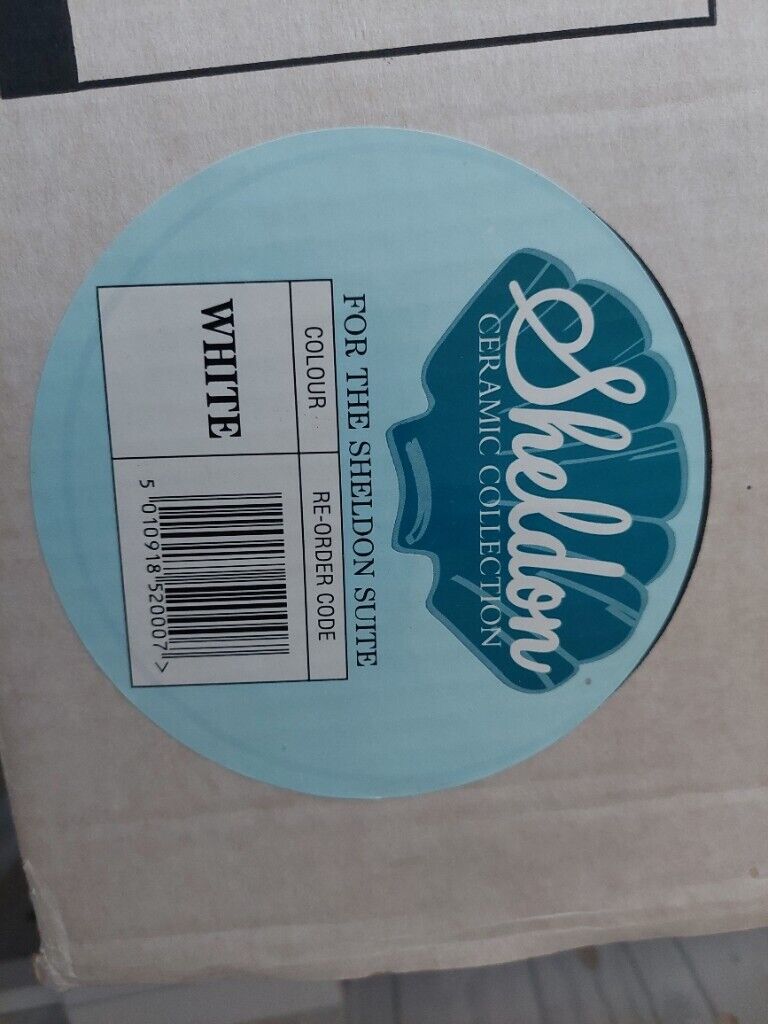 Sheldon
CERAMIC COLLECTION
FOR THE SHELDON SUITE
COLOUR
RE-ORDER CODE
WHITE
5 010918 520007 >